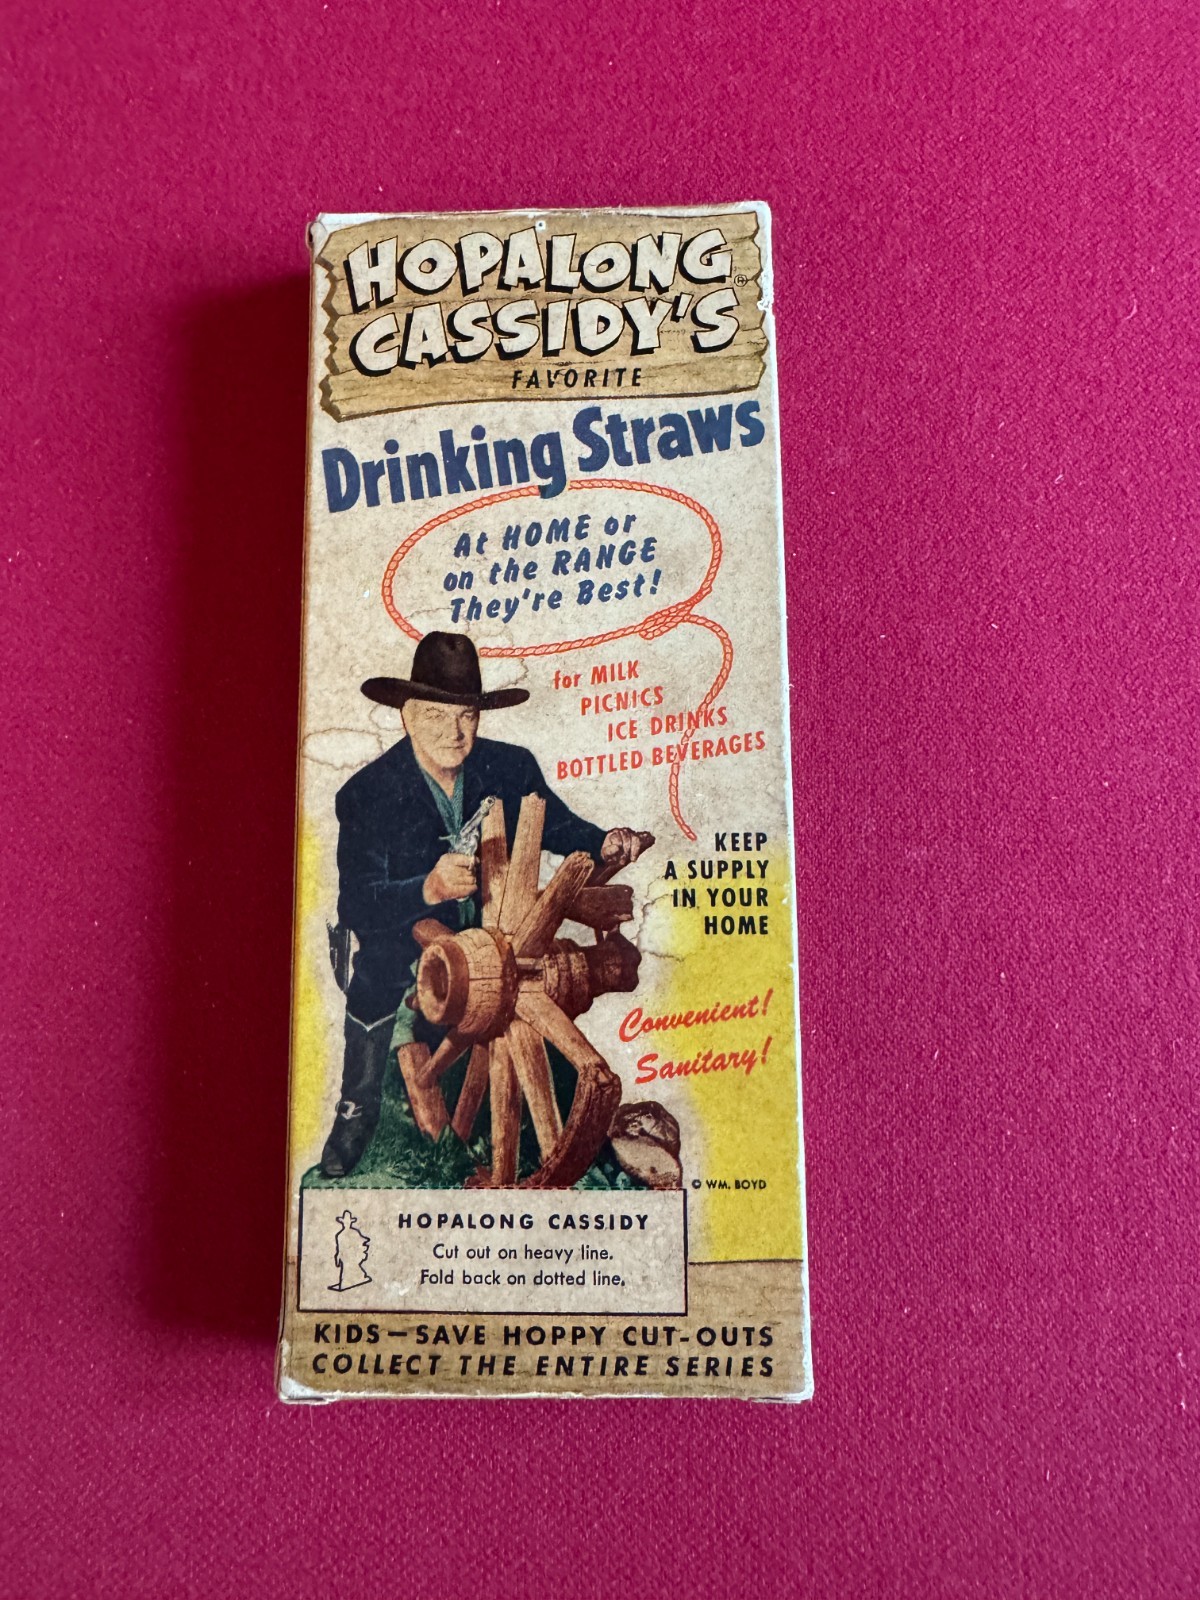 HOPALONG
CASSIDY'S ®
FAVORITE
Drinking Straws
At HOME or
on the RANGE
They're Best!
for MILK
PICNICS
ICE DRINKS
BOTTLED BEVERAGES
KEEP
A SUPPLY
IN YOUR
HOME
Convenient!
Sanitary!
© WM. BOYD
HOPALONG CASSIDY
Cut out on heavy line.
Fold back on dotted line.
KIDS—SAVE HOPPY CUT-OUTS
COLLECT THE ENTIRE SERIES